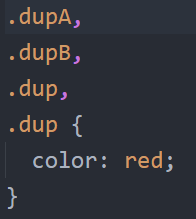 .dupA,
.dupB,
.dup,
.dup {
  color: red;
}